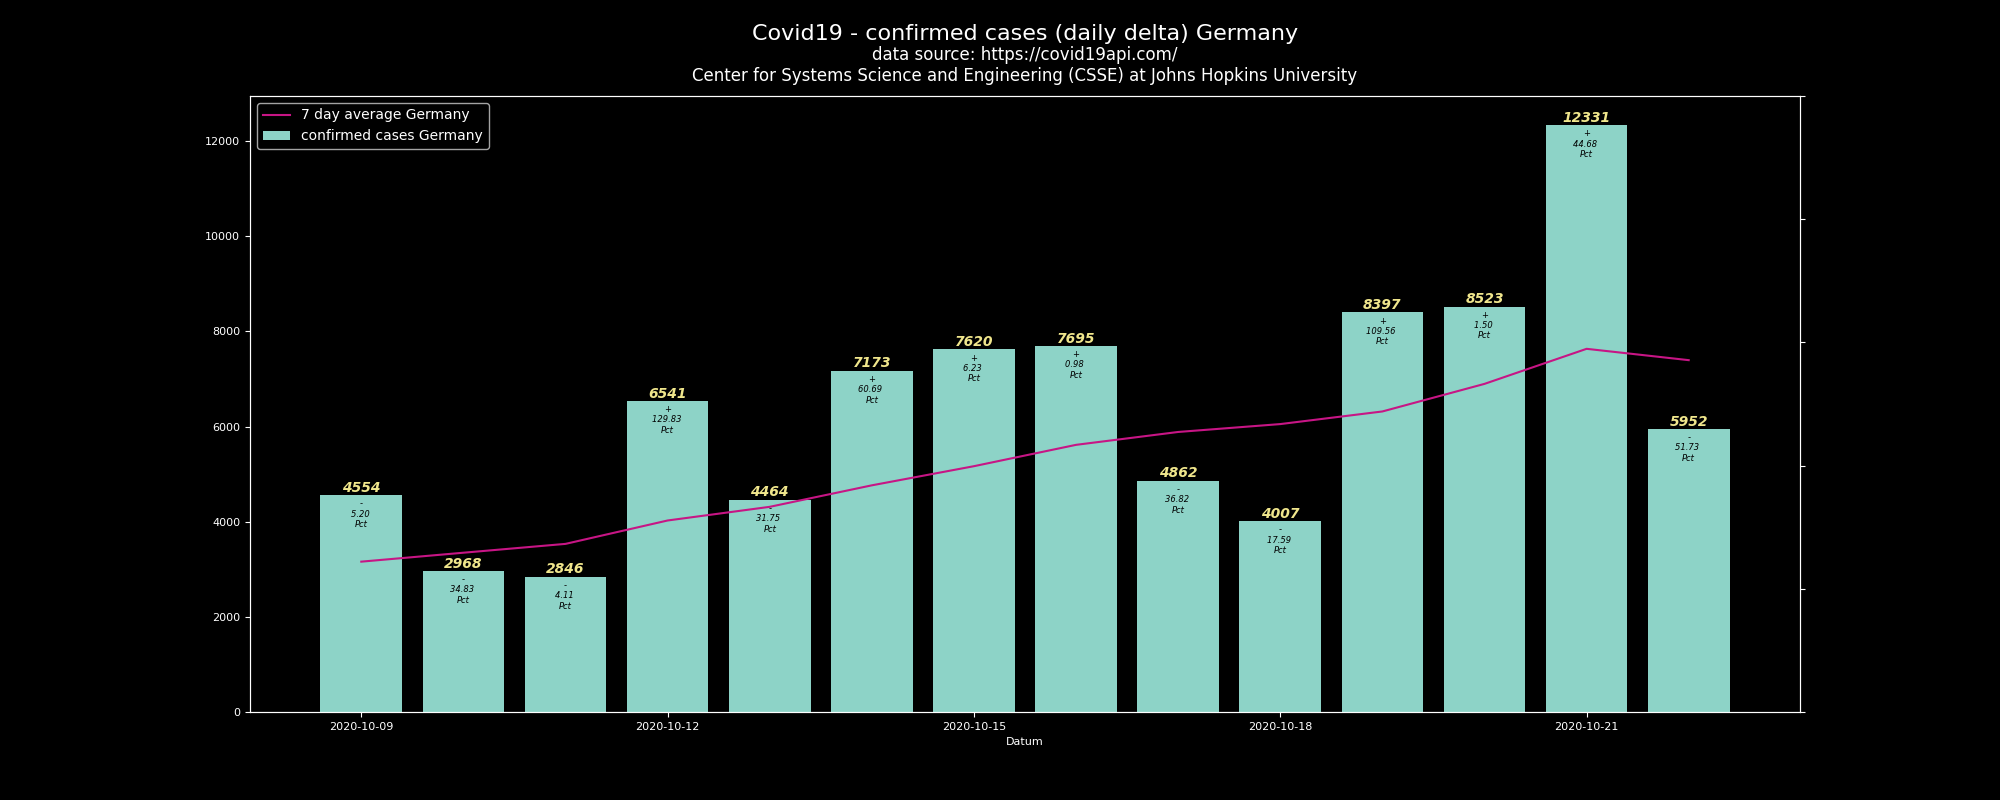 Covid19 - confirmed cases (daily delta) Germany
data source: https://covid19api.com/
Center for Systems Science and Engineering (CSSE) at Johns Hopkins University
7 day average Germany
confirmed cases Germany
12000
10000
8000
6000
4000
2000
0
4554
-
5.20
Pct
2968
-
34.83
Pct
2846
-
4.11
Pct
6541
+
129.83
Pct
4464
-
31.75
Pct
7173
+
60.69
Pct
7620
+
6.23
Pct
7695
+
0.98
Pct
4862
-
36.82
Pct
4007
-
17.59
Pct
8397
+
109.56
Pct
8523
+
1.50
Pct
12331
+
44.68
Pct
5952
-
51.73
Pct
2020-10-09
2020-10-12
2020-10-15
2020-10-18
2020-10-21
Datum